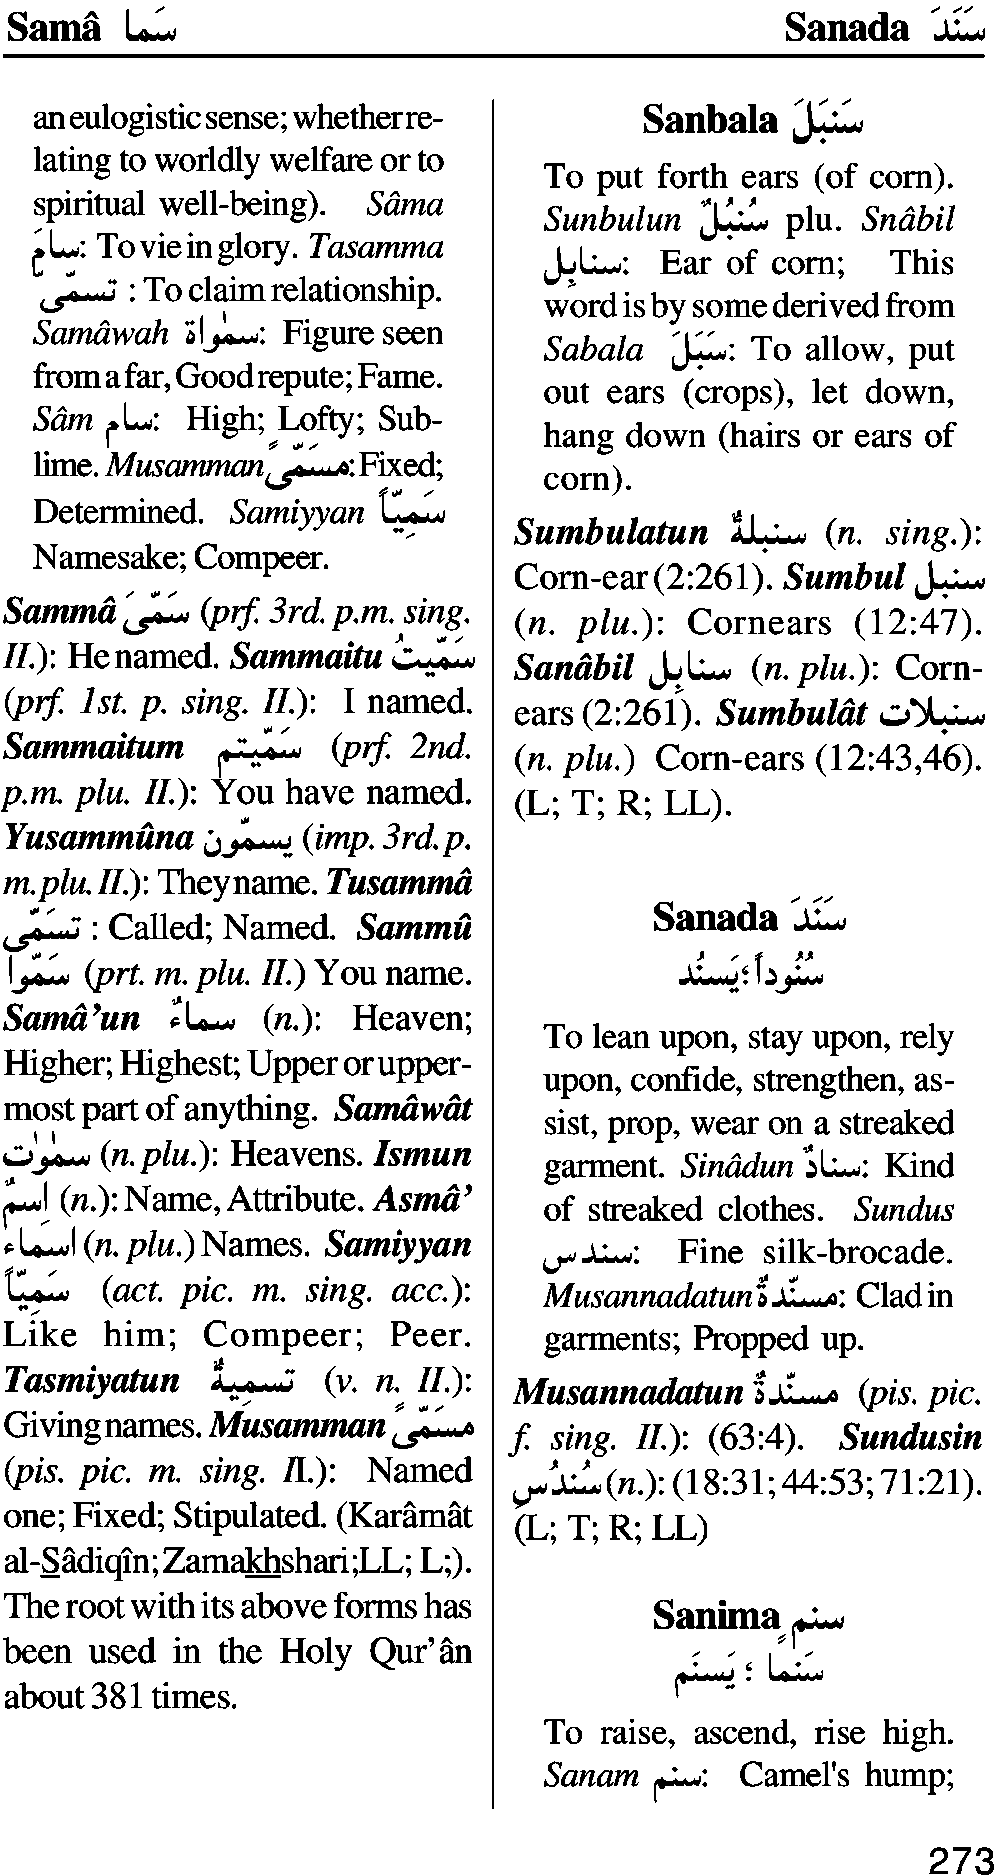 Samâ سَما
Sanada سَنَدَ
an eulogistic sense; whether re-
lating to worldly welfare or to
spiritual well-being). Sâma
سامَ: To vie in glory. Tasamma
تسمّى : To claim relationship.
Samâwah سمٰواة: Figure seen
from a far, Good repute; Fame.
Sâm سام: High; Lofty; Sub-
lime. Musamman مسَمّى: Fixed;
Determined. Samiyyan سَمِيّاً
Namesake; Compeer.
Sammâ سَمّىَ (prf. 3rd. p.m. sing.
II.): He named. Sammaitu سَمّيتُ
(prf. 1st. p. sing. II.): I named.
Sammaitum سَمّيتم (prf. 2nd.
p.m. plu. II.): You have named.
Yusammûna يسمّون (imp. 3rd. p.
m. plu. II.): They name. Tusammâ
تسَمّى : Called; Named. Sammû
سَمّوا (prt. m. plu. II.) You name.
Samâ’un سماءٌ (n.): Heaven;
Higher; Highest; Upper or upper-
most part of anything. Samâwât
سمٰوٰت (n. plu.): Heavens. Ismun
اِسمٌ (n.): Name, Attribute. Asmâ’
اسَماء (n. plu.) Names. Samiyyan
سَمِيّاً (act. pic. m. sing. acc.):
Like him; Compeer; Peer.
Tasmiyatun تسمِيةٌ (v. n. II.):
Giving names. Musamman مسَمّىً
(pis. pic. m. sing. II.): Named
one; Fixed; Stipulated. (Karâmât
al-Sâdiqîn; Zamakhshari;LL; L;).
The root with its above forms has
been used in the Holy Qur’ân
about 381 times.
Sanbala سَنبَلَ
To put forth ears (of corn).
Sunbulun سُنبُلٌ plu. Snâbil
سنابِل: Ear of corn; This
word is by some derived from
Sabala سَبَلَ: To allow, put
out ears (crops), let down,
hang down (hairs or ears of
corn).
Sumbulatun سنبلةٌ (n. sing.):
Corn-ear (2:261). Sumbul سنبل
(n. plu.): Cornears (12:47).
Sanâbil سنابِل (n. plu.): Corn-
ears (2:261). Sumbulât سنبلات
(n. plu.) Corn-ears (12:43,46).
(L; T; R; LL).
Sanada سَنَدَ
سُنُوداً؛يَسنُد
To lean upon, stay upon, rely
upon, confide, strengthen, as-
sist, prop, wear on a streaked
garment. Sinâdun سنادٌ: Kind
of streaked clothes. Sundus
سندس: Fine silk-brocade.
Musannadatun مسنّدةٌ: Clad in
garments; Propped up.
Musannadatun مسنّدةٌ (pis. pic.
f. sing. II.): (63:4). Sundusin
سُندُس (n.): (18:31; 44:53; 71:21).
(L; T; R; LL)
Sanima سنمٍ
سَنَما ؛ يَسنَم
To raise, ascend, rise high.
Sanam سنم: Camel's hump;
273